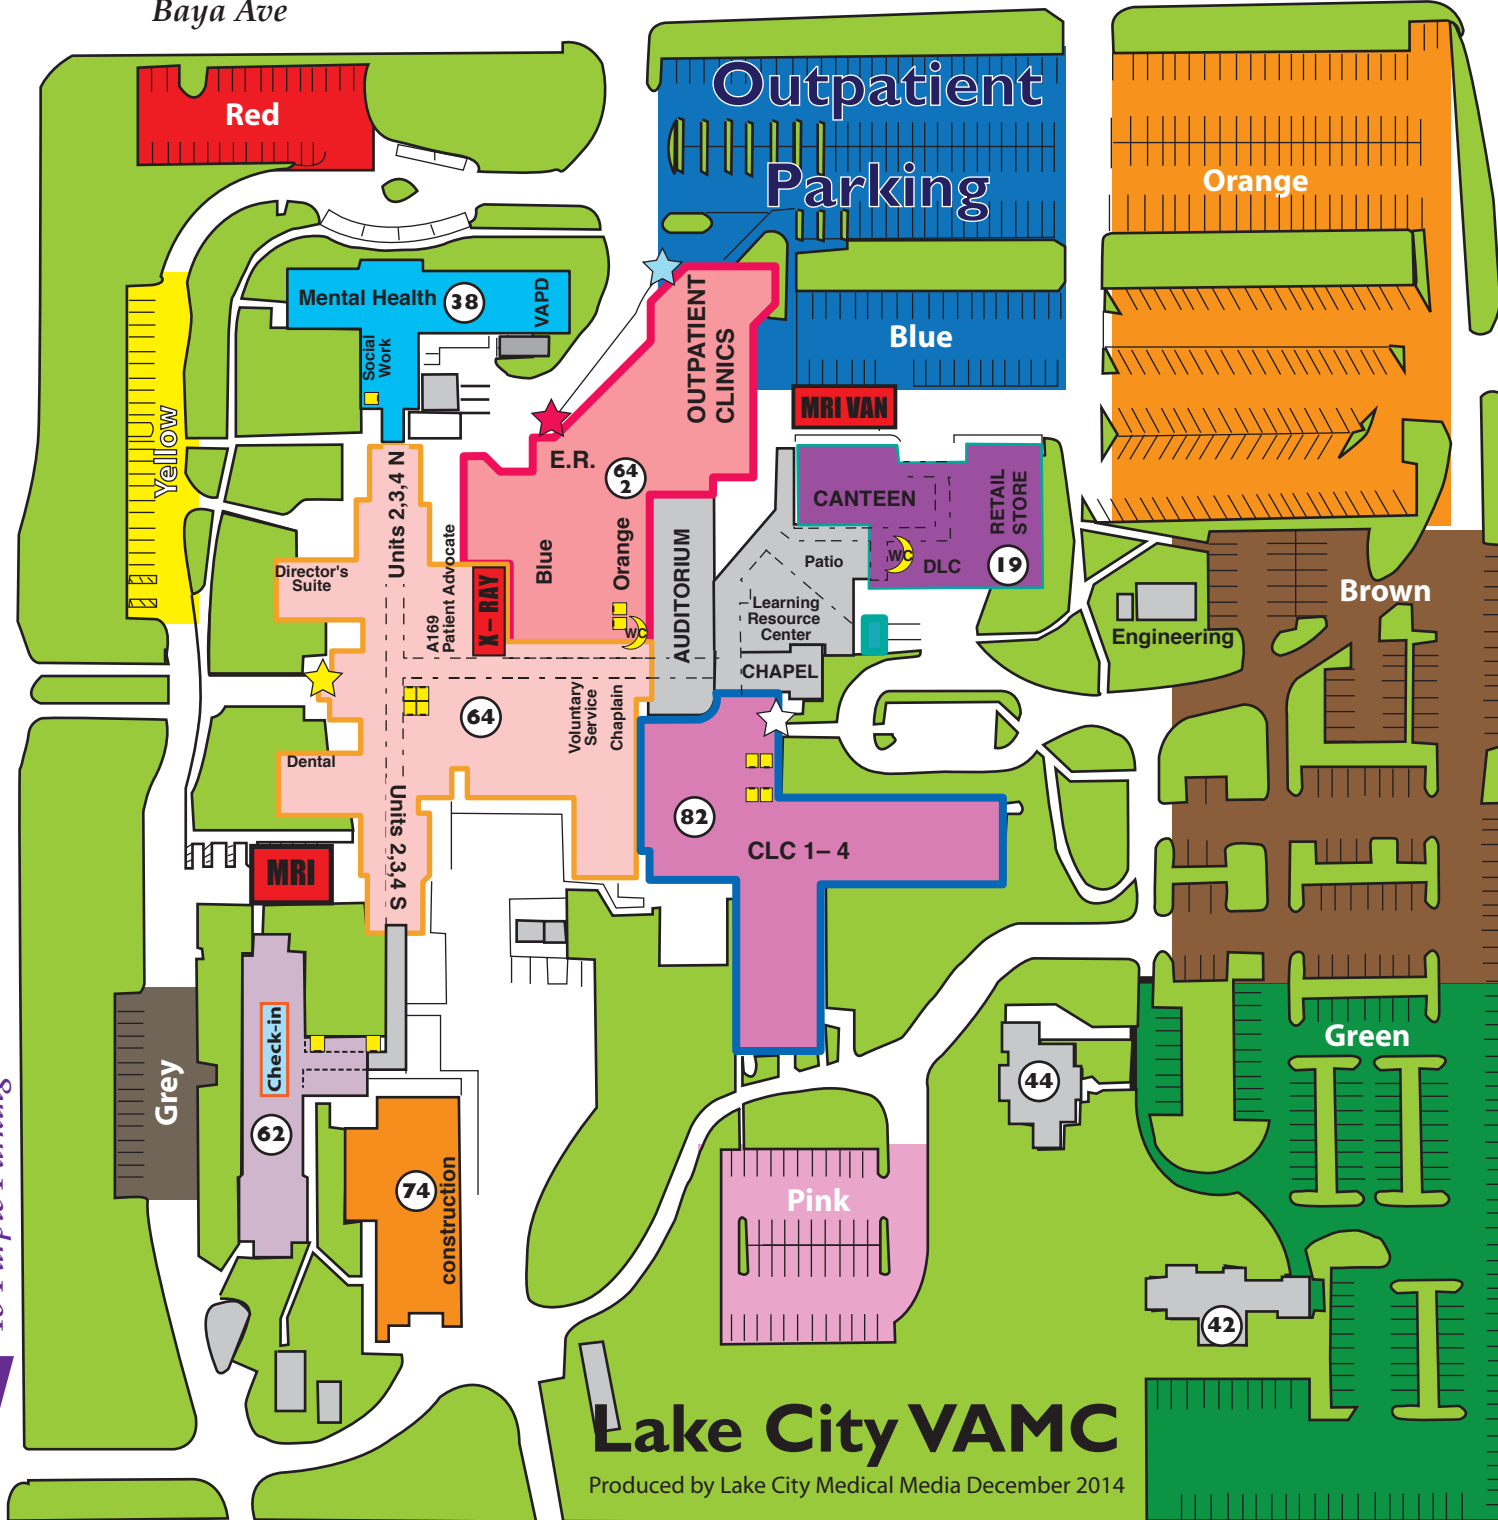 Baya Ave
Red
Outpatient
Parking
Orange
Blue
Mental Health
38
VAPD
Social
Work
Yellow
OUTPATIENT
CLINICS
MRI VAN
E.R.
64
2
Units 2,3,4 N
CANTEEN
RETAIL
STORE
WC
DLC
19
Patio
Director's
Suite
A169
Patient Advocate
X – RAY
Blue
Orange
WC
AUDITORIUM
Learning
Resource
Center
CHAPEL
Engineering
Brown
64
Voluntary
Service
Chaplain
Dental
Units 2,3,4 S
82
CLC 1– 4
MRI
Check-in
Grey
62
74
construction
44
Green
Pink
42
To Purple Parking
Lake City VAMC
Produced by Lake City Medical Media December 2014